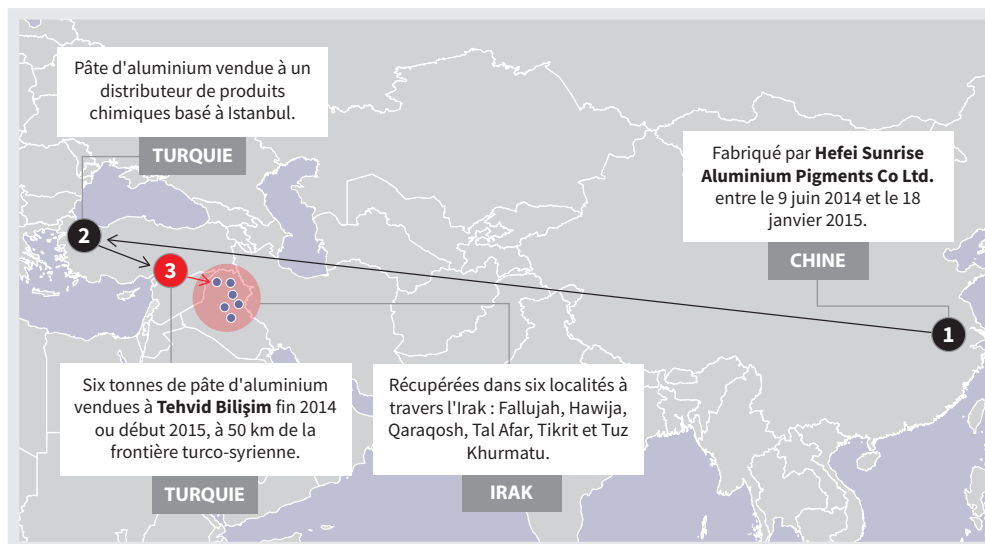 Pâte d'aluminium vendue à un
distributeur de produits
chimiques basé à Istanbul.
TURQUIE
Fabriqué par Hefei Sunrise
Aluminium Pigments Co Ltd.
entre le 9 juin 2014 et le 18
janvier 2015.
CHINE
2
3
1
Six tonnes de pâte d'aluminium
vendues à Tehvid Bilişim fin 2014
ou début 2015, à 50 km de la
frontière turco-syrienne.
TURQUIE
Récupérées dans six localités à
travers l'Irak : Fallujah, Hawija,
Qaraqosh, Tal Afar, Tikrit et Tuz
Khurmatu.
IRAK